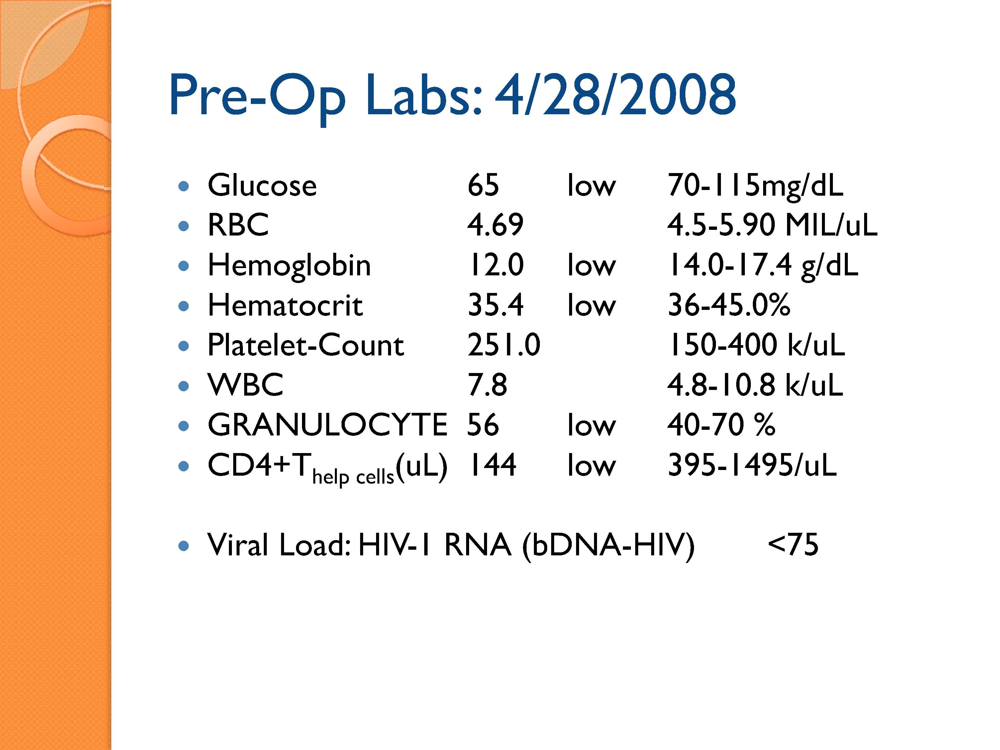 Pre-Op Labs: 4/28/2008
• Glucose 65 low 70-115mg/dL
• RBC 4.69 4.5-5.90 MIL/uL
• Hemoglobin 12.0 low 14.0-17.4 g/dL
• Hematocrit 35.4 low 36-45.0%
• Platelet-Count 251.0 150-400 k/uL
• WBC 7.8 4.8-10.8 k/uL
• GRANULOCYTE 56 low 40-70 %
• CD4+T help cells(uL) 144 low 395-1495/uL
• Viral Load: HIV-1 RNA (bDNA-HIV) <75